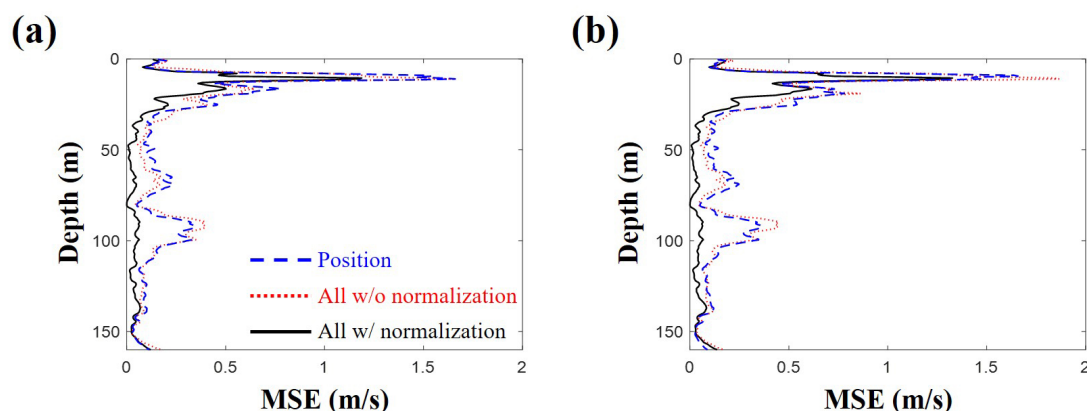 (a)
0
50
100
150
Depth (m)
0
0.5
1
1.5
2
MSE (m/s)
Position
All w/o normalization
All w/ normalization
(b)
0
50
100
150
Depth (m)
0
0.5
1
1.5
2
MSE (m/s)